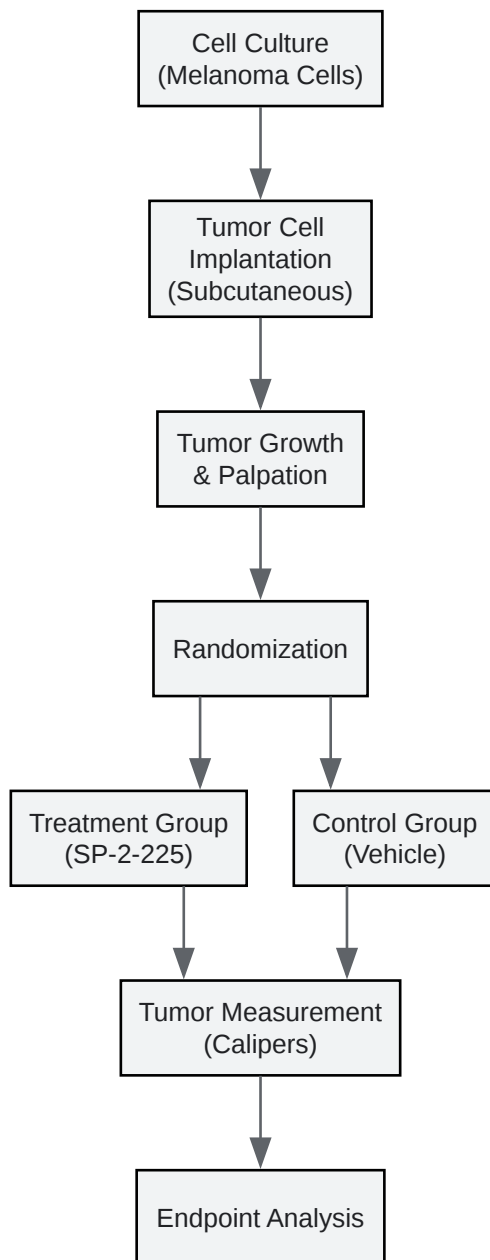 Cell Culture
(Melanoma Cells)
Tumor Cell
Implantation
(Subcutaneous)
Tumor Growth
& Palpation
Randomization
Treatment Group
(SP-2-225)
Control Group
(Vehicle)
Tumor Measurement
(Calipers)
Endpoint Analysis